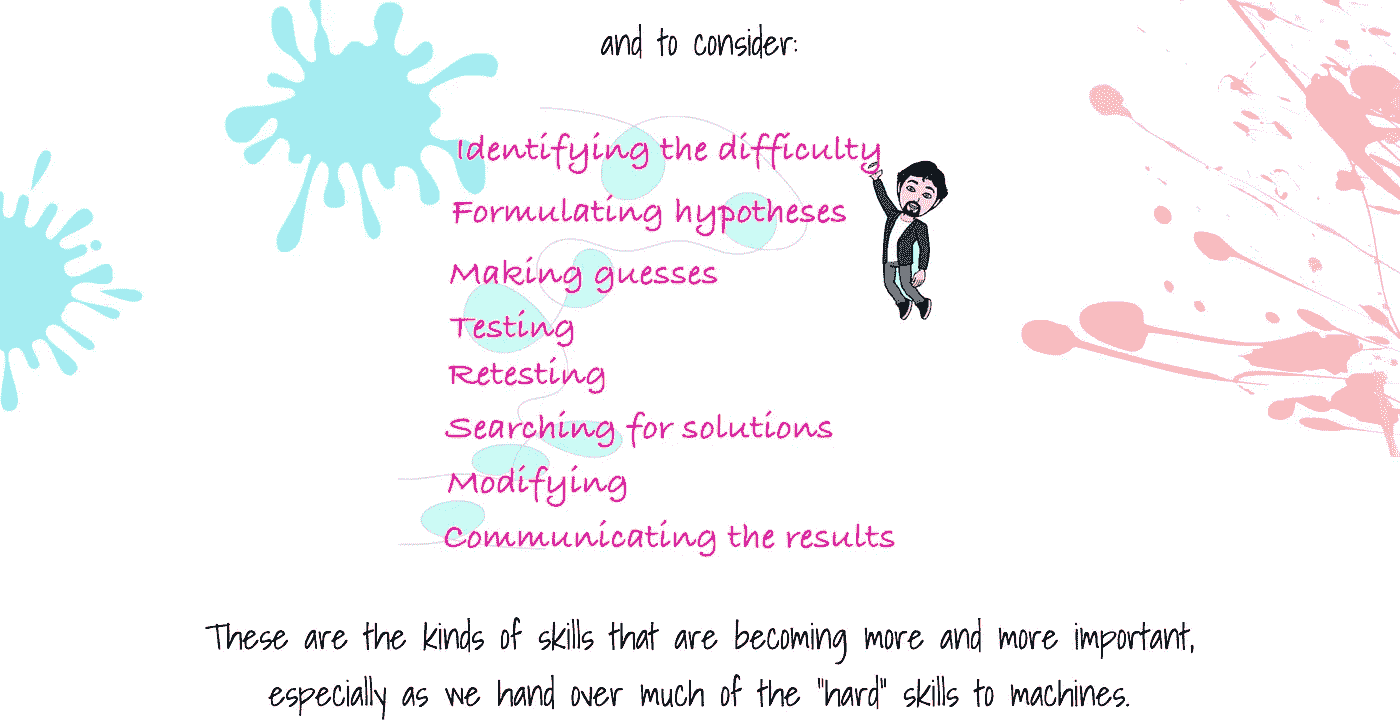 and to consider:
Identifying the difficulty
Formulating hypotheses
Making guesses
Testing
Retesting
Searching for solutions
Modifying
Communicating the results
These are the kinds of skills that are becoming more and more important,
especially as we hand over much of the "hard" skills to machines.